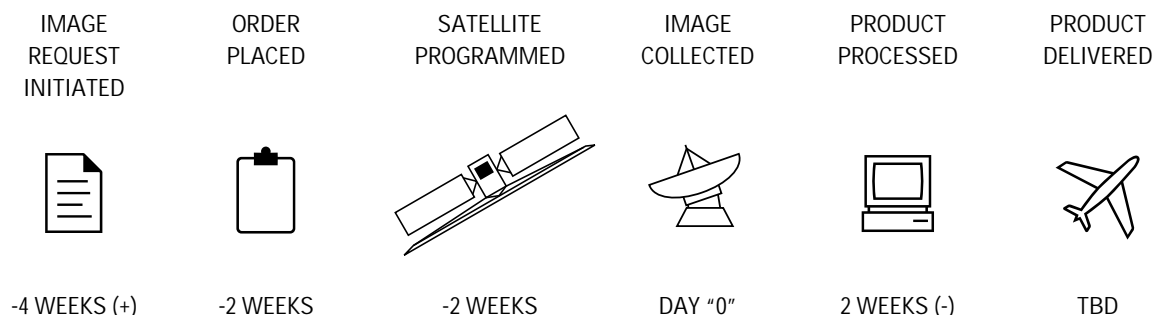 IMAGE
REQUEST
INITIATED
ORDER
PLACED
SATELLITE
PROGRAMMED
IMAGE
COLLECTED
PRODUCT
PROCESSED
PRODUCT
DELIVERED
-4 WEEKS (+)
-2 WEEKS
-2 WEEKS
DAY “0”
2 WEEKS (-)
TBD